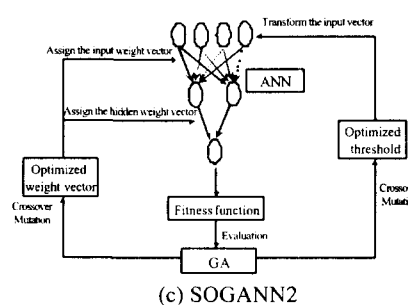 Transform the input vector
Assign the input weight vector
ANN
Assign the hidden weight vector
Optimized
threshold
Optimized
weight vector
Crossover
Mutation
Fitness function
Evaluation
GA
(c) SOGANN2